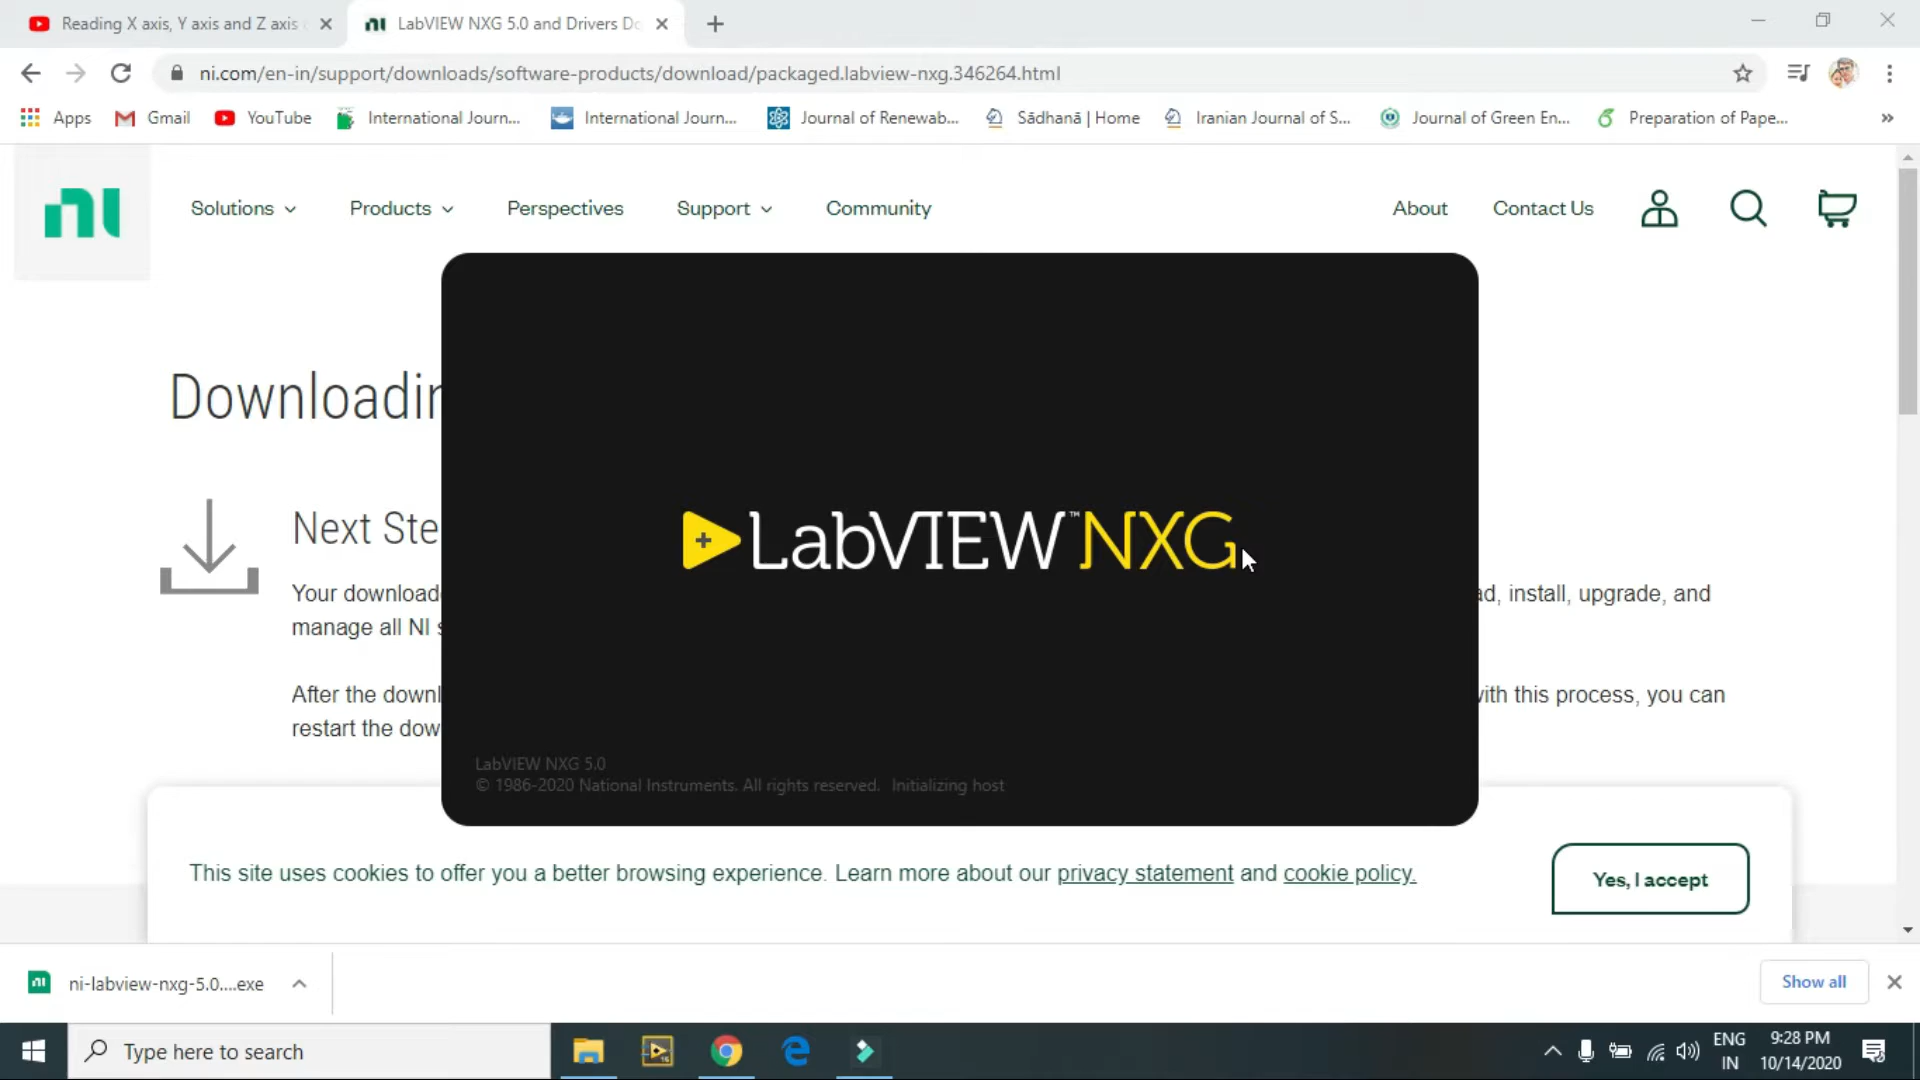 Reading X axis, Y axis and Z axis
LabVIEW NXG 5.0 and Drivers Do
ni.com/en-in/support/downloads/software-products/download/packaged.labview-nxg.346264.html
Apps
Gmail
YouTube
International Journ...
International Journ...
Journal of Renewab...
Sādhanā | Home
Iranian Journal of S...
Journal of Green En...
Preparation of Pape...
»
ni
Solutions
Products
Perspectives
Support
Community
About
Contact Us
Downloadin
Next Ste
Your download
ad, install, upgrade, and
manage all NI s
After the downl
with this process, you can
restart the dow
LabVIEW™ NXG
LabVIEW NXG 5.0
© 1986-2020 National Instruments. All rights reserved. Initializing host
This site uses cookies to offer you a better browsing experience. Learn more about our privacy statement and cookie policy.
Yes, I accept
ni-labview-nxg-5.0....exe
Show all
Type here to search
ENG
IN
9:28 PM
10/14/2020